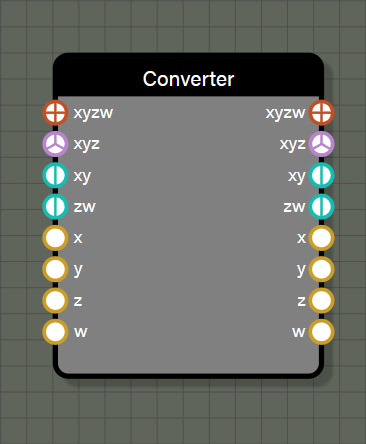 Converter
xyzw xyzw
xyz xyz
xy xy
zw zw
x x
y y
z z
w w